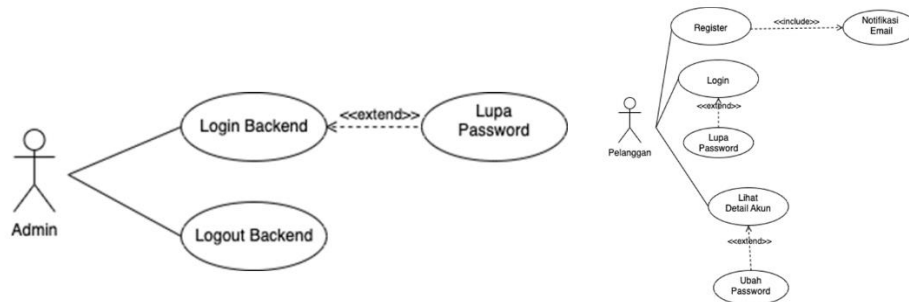 Login Backend
<<extend>>
Lupa
Password
Admin
Logout Backend
Register
<<include>>
Notifikasi
Email
Login
<<extend>>
Lupa
Password
Pelanggan
Lihat
Detail Akun
<<extend>>
Ubah
Password